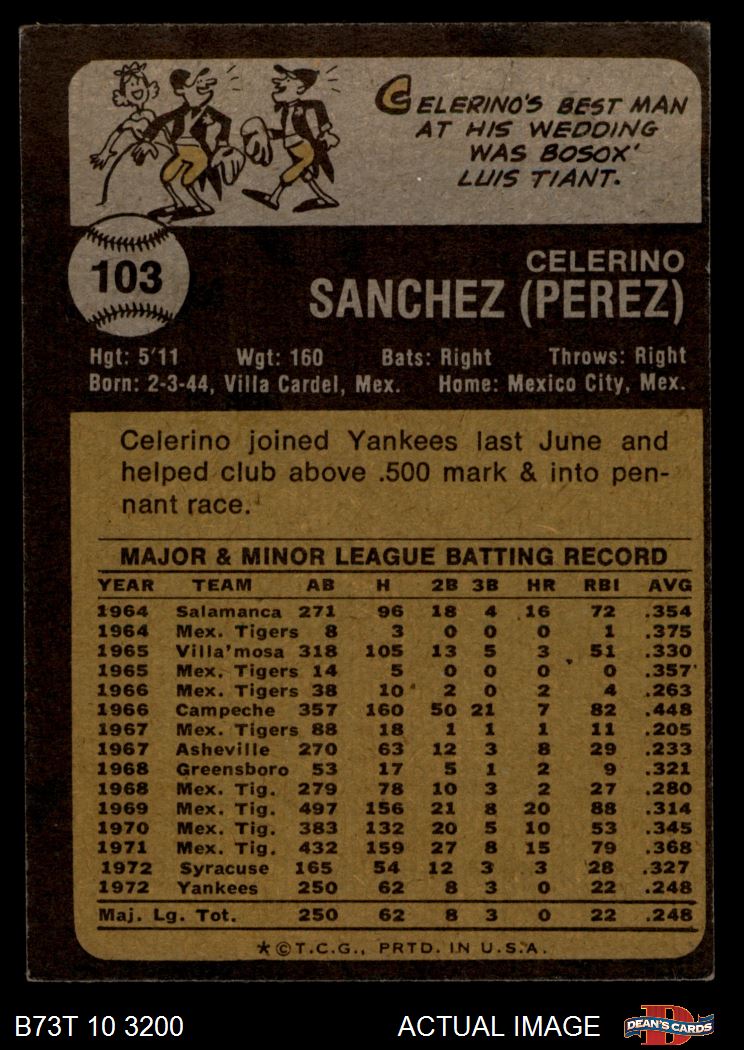 CELERINO'S BEST MAN
AT HIS WEDDING
WAS BOSOX'
LUIS TIANT.
103
CELERINO
SANCHEZ (PEREZ)
Hgt: 5'11 Wgt: 160 Bats: Right Throws: Right
Born: 2-3-44, Villa Cardel, Mex. Home: Mexico City, Mex.
Celerino joined Yankees last June and
helped club above .500 mark & into pen-
nant race.
MAJOR & MINOR LEAGUE BATTING RECORD
YEAR TEAM AB H 2B 3B HR RBI AVG
1964 Salamanca 271 96 18 4 16 72 .354
1964 Mex. Tigers 8 3 0 0 0 1 .375
1965 Villa'mosa 318 105 13 5 3 51 .330
1965 Mex. Tigers 14 5 0 0 0 0 .357
1966 Mex. Tigers 38 10 2 0 2 4 .263
1966 Campeche 357 160 50 21 7 82 .448
1967 Mex. Tigers 88 18 1 1 1 11 .205
1967 Asheville 270 63 12 3 8 29 .233
1968 Greensboro 53 17 5 1 2 9 .321
1968 Mex. Tig. 279 78 10 3 2 27 .280
1969 Mex. Tig. 497 156 21 8 20 88 .314
1970 Mex. Tig. 383 132 20 5 10 53 .345
1971 Mex. Tig. 432 159 27 8 15 79 .368
1972 Syracuse 165 54 12 3 3 28 .327
1972 Yankees 250 62 8 3 0 22 .248
Maj. Lg. Tot. 250 62 8 3 0 22 .248
★©T.C.G., PRTD. IN U.S.A.
B73T 10 3200 ACTUAL IMAGE D DEAN'S CARDS